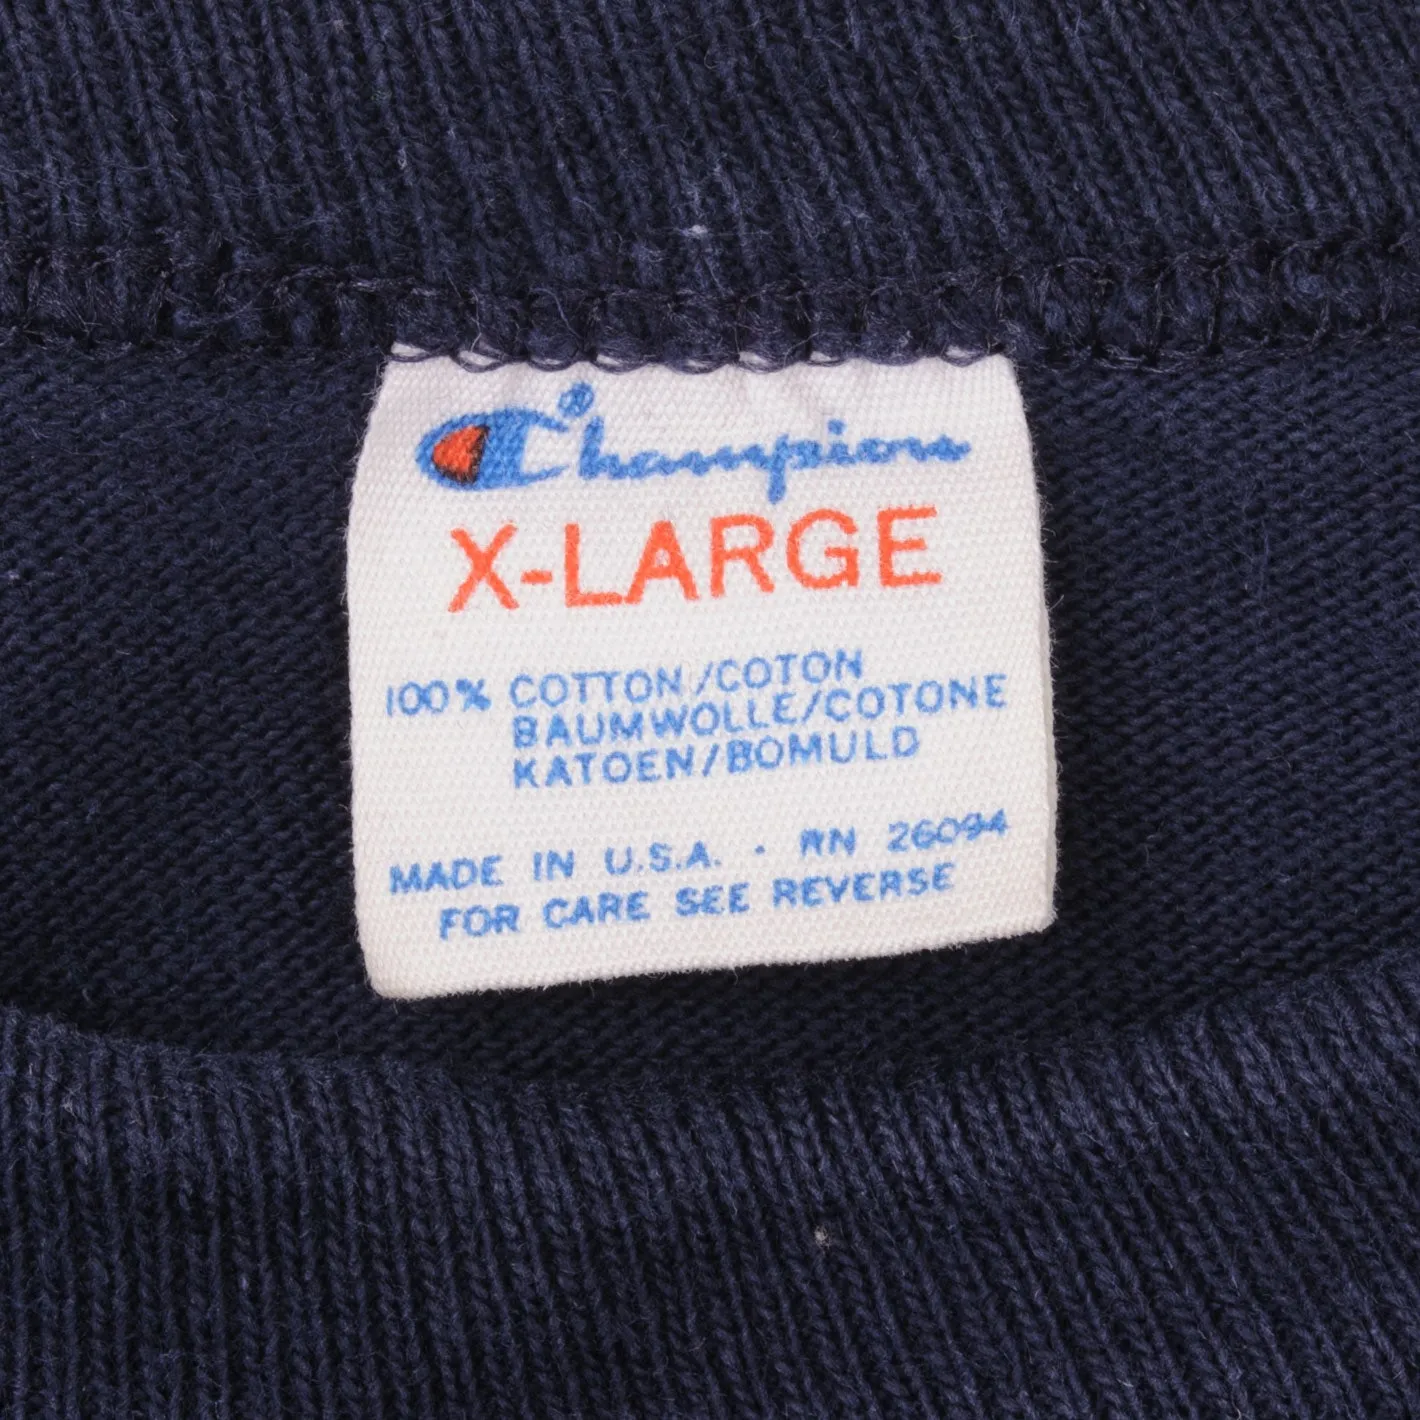 Champion®
X-LARGE
100% COTTON/COTON
BAUMWOLLE/COTONE
KATOEN/BOMULD
MADE IN U.S.A. · RN 26094
FOR CARE SEE REVERSE